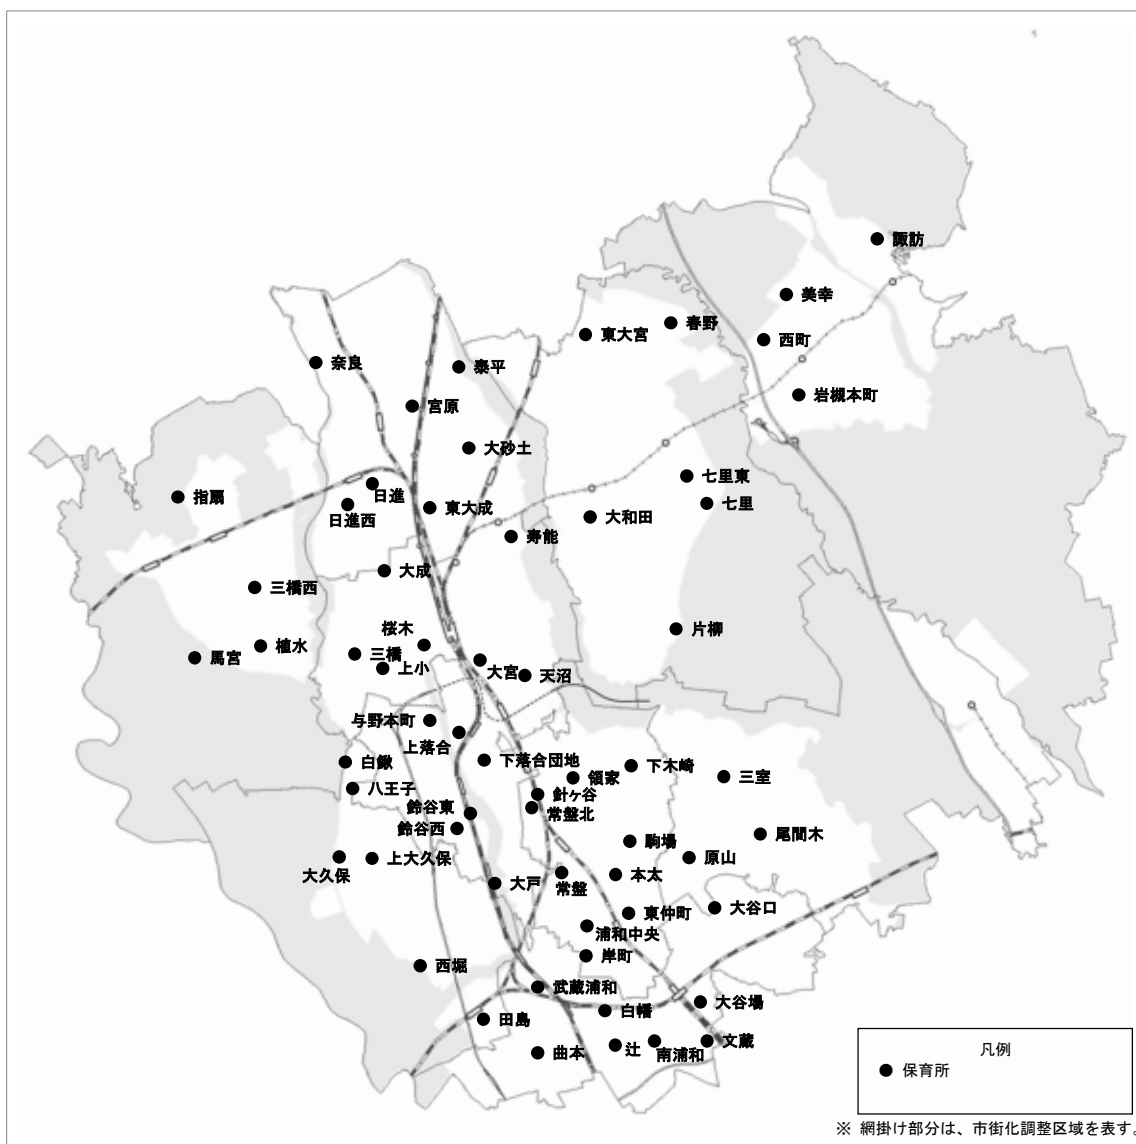 諏訪
美幸
春野
東大宮
西町
奈良
泰平
岩槻本町
宮原
大砂土
七里東
日進
指扇
七里
東大成
日進西
大和田
寿能
大成
三橋西
片柳
桜木
植水
三橋
馬宮
上小
大宮
天沼
与野本町
上落合
下落合団地
白鍬
下木崎
領家
三室
八王子
針ヶ谷
鈴谷東
常盤北
鈴谷西
尾間木
駒場
原山
上大久保
大久保
本太
大戸
常盤
大谷口
東仲町
浦和中央
岸町
西堀
武蔵浦和
大谷場
白幡
田島
文蔵
辻
南浦和
曲本
凡例
保育所
※ 網掛け部分は、市街化調整区域を表す。